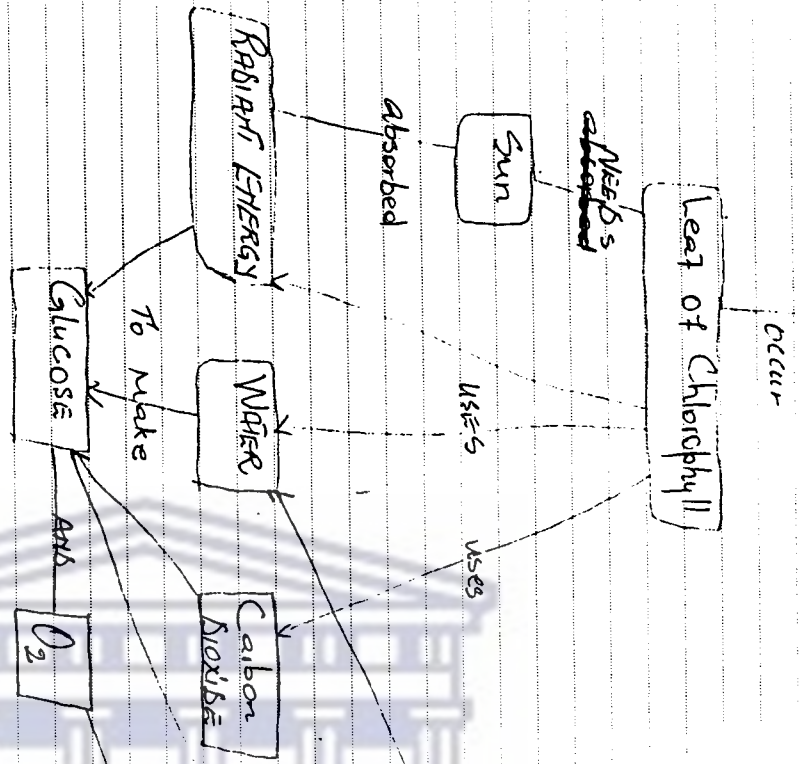 occur
Leaf of Chlorophyll
NEEDs
Sun
absorbed
USES
uses
RADIANT ENERGY
WATER
Carbon
DIOXIDE
To make
GLUCOSE
AND
O2